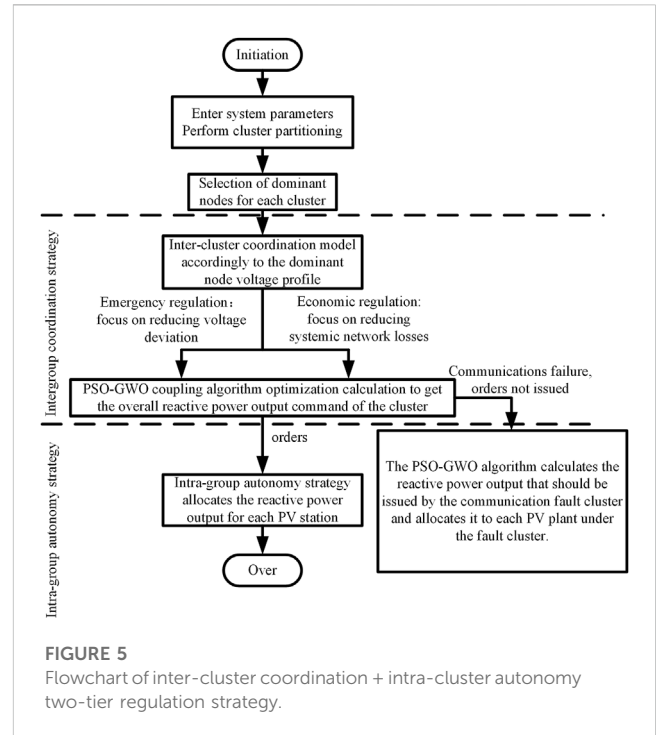 Initiation
Enter system parameters
Perform cluster partitioning
Selection of dominant
nodes for each cluster
Intergroup coordination strategy
Inter-cluster coordination model
accordingly to the dominant
node voltage profile
Emergency regulation：
focus on reducing voltage
deviation
Economic regulation:
focus on reducing
systemic network losses
Communications failure,
orders not issued
PSO-GWO coupling algorithm optimization calculation to get
the overall reactive power output command of the cluster
orders
Intra-group autonomy strategy
Intra-group autonomy strategy
allocates the reactive power
output for each PV station
The PSO-GWO algorithm calculates the
reactive power output that should be
issued by the communication fault cluster
and allocates it to each PV plant under
the fault cluster.
Over
FIGURE 5
Flowchart of inter-cluster coordination + intra-cluster autonomy
two-tier regulation strategy.